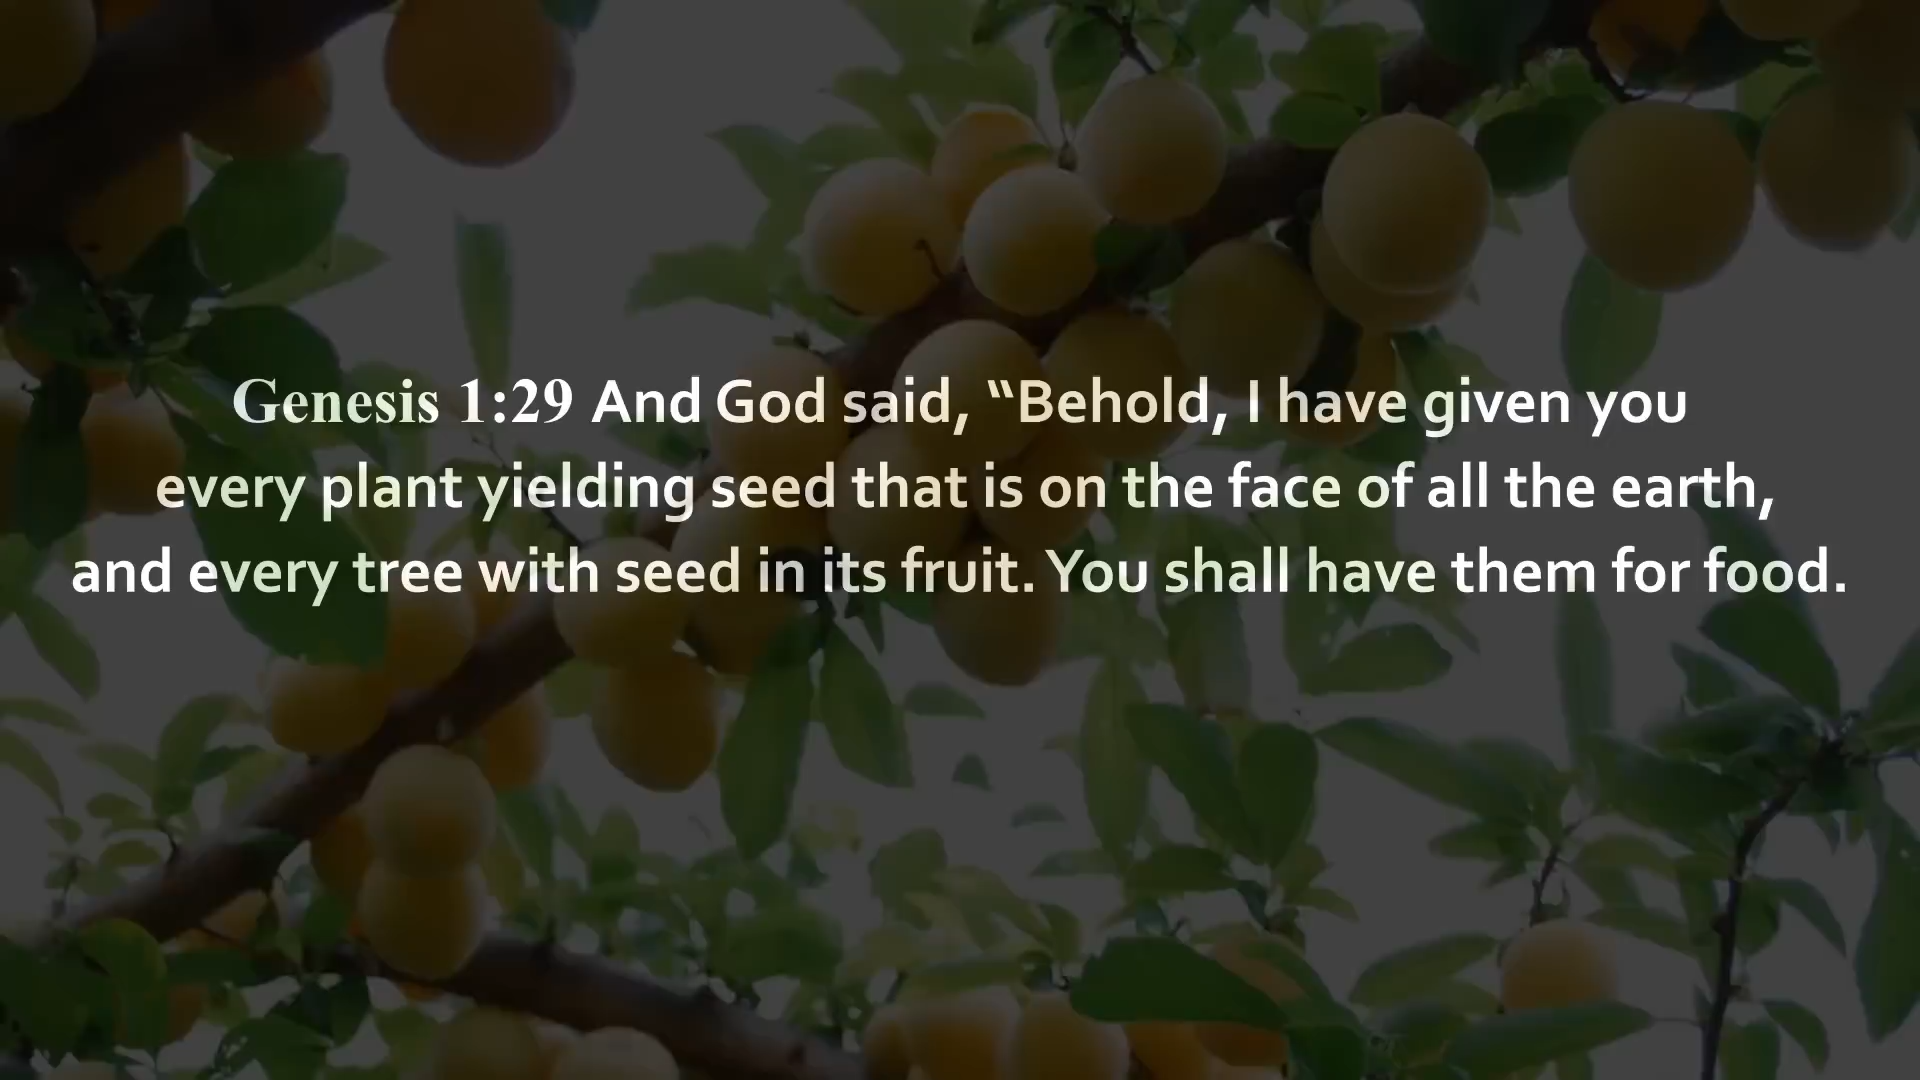 Genesis 1:29 And God said, “Behold, I have given you
every plant yielding seed that is on the face of all the earth,
and every tree with seed in its fruit. You shall have them for food.